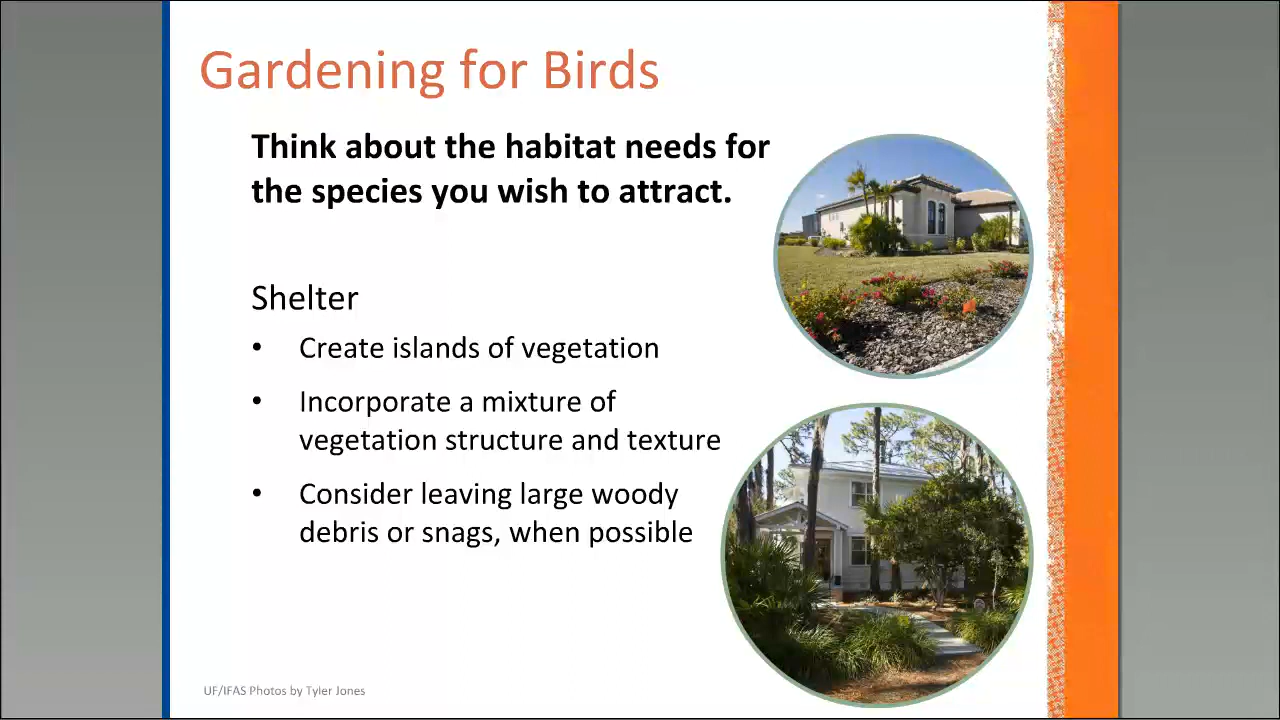 Gardening for Birds
Think about the habitat needs for
the species you wish to attract.
Shelter
• Create islands of vegetation
• Incorporate a mixture of
vegetation structure and texture
• Consider leaving large woody
debris or snags, when possible
UF/IFAS Photos by Tyler Jones